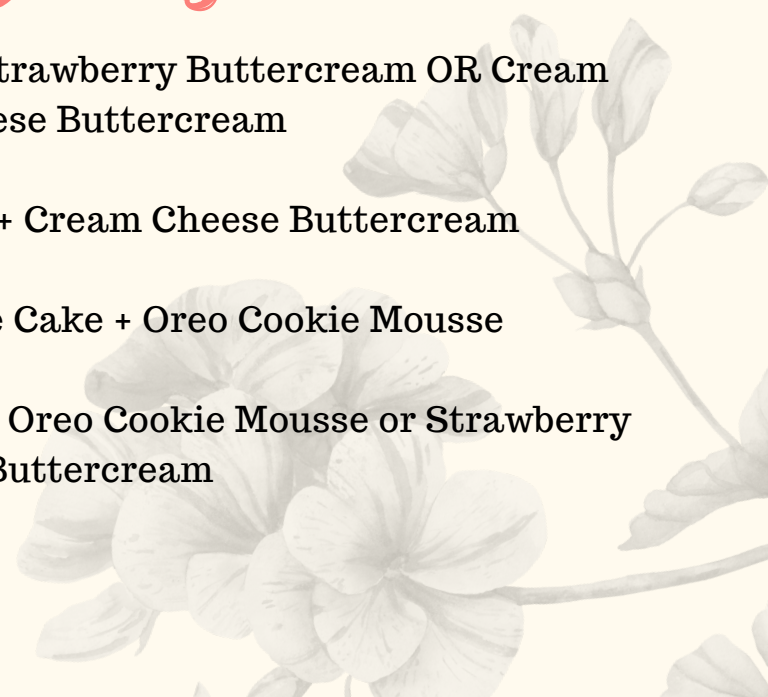 trawberry Buttercream OR Cream
ese Buttercream
+ Cream Cheese Buttercream
e Cake + Oreo Cookie Mousse
Oreo Cookie Mousse or Strawberry
Buttercream